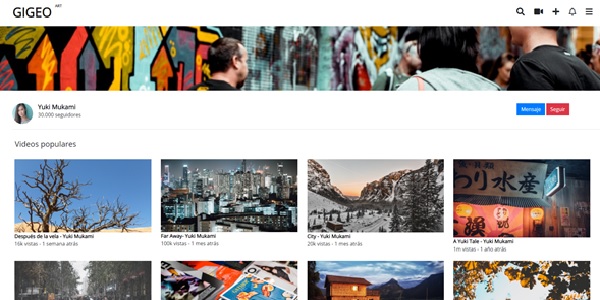 GIGEO ART
Yuki Mukami
30.000 seguidores
Mensaje
Seguir
Videos populares
Después de la vela - Yuki Mukami
16k vistas - 1 semana atrás
Far Away- Yuki Mukami
100k vistas - 1 mes atrás
City - Yuki Mukami
20k vistas - 1 mes atrás
わり水産
A Yuki Tale - Yuki Mukami
1m vistas - 1 año atrás